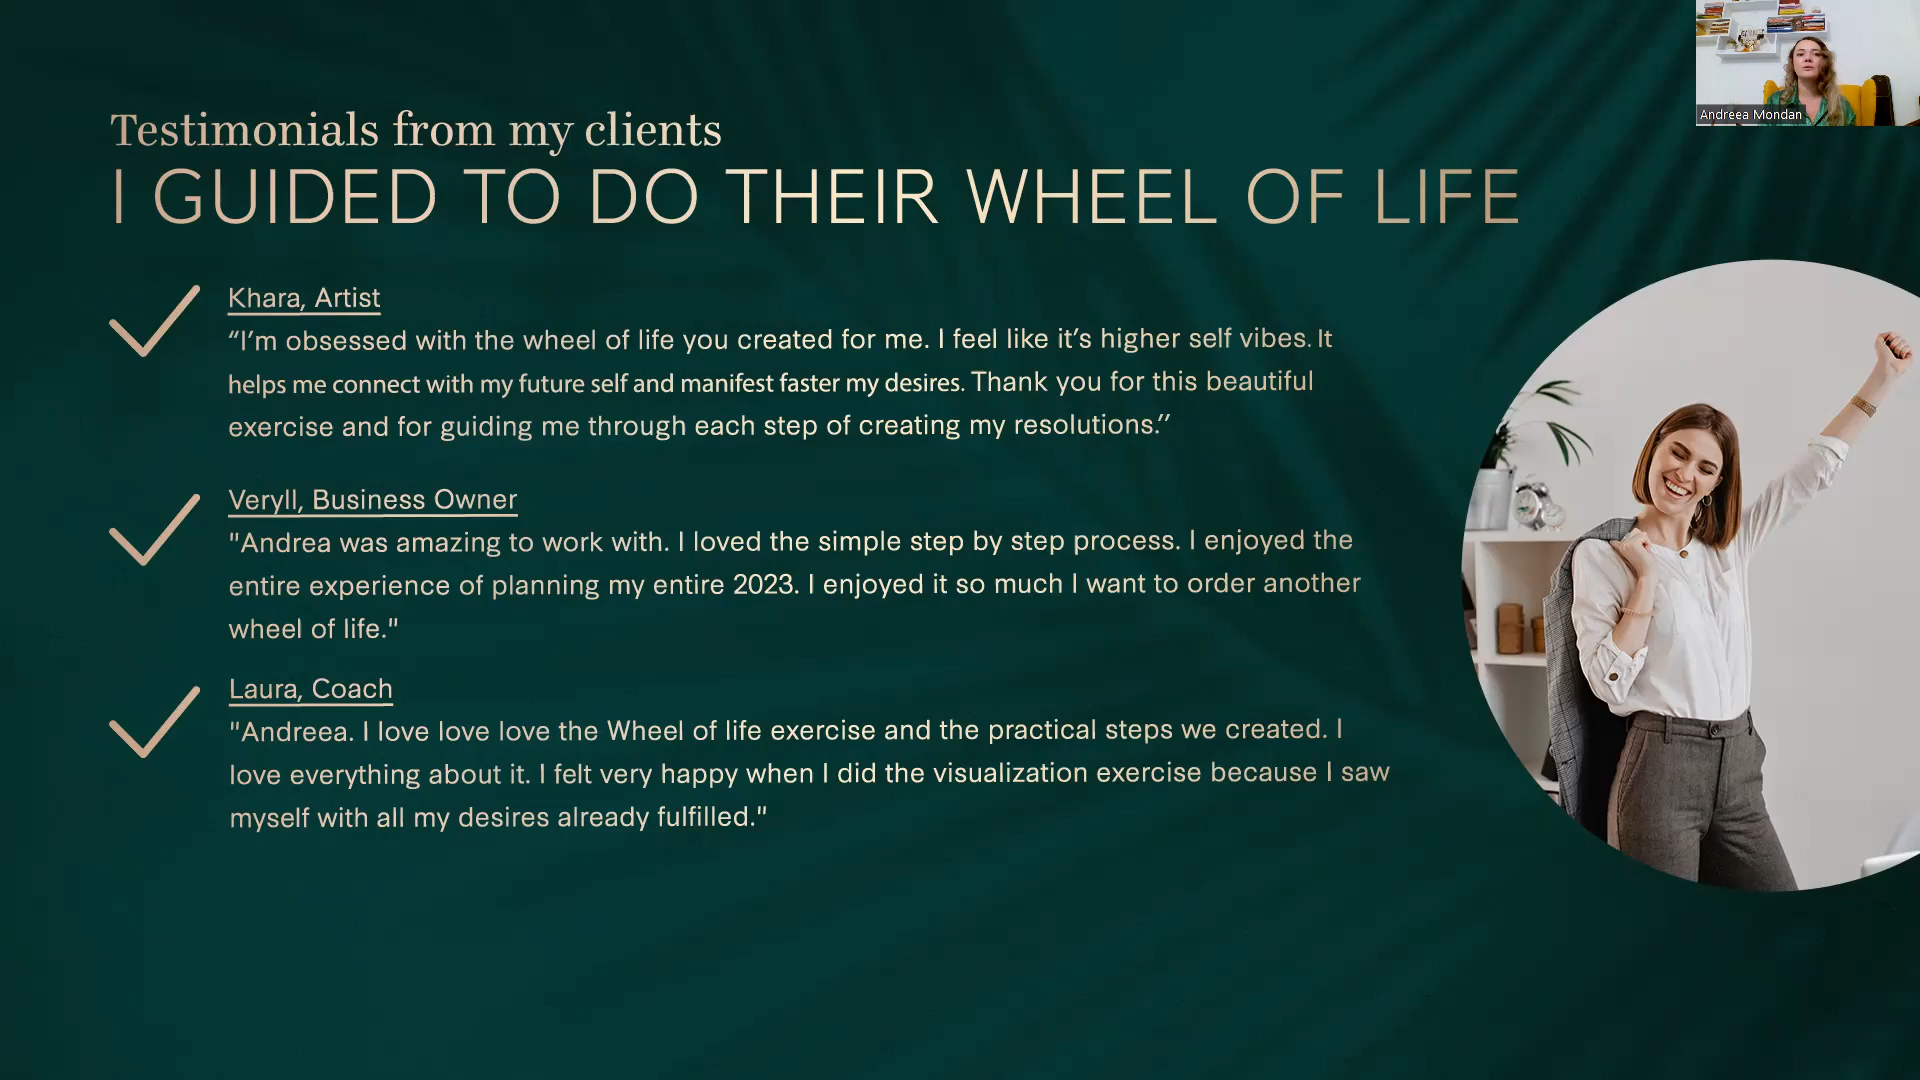 Andreea Mondan
Testimonials from my clients
I GUIDED TO DO THEIR WHEEL OF LIFE
Khara, Artist
“I’m obsessed with the wheel of life you created for me. I feel like it’s higher self vibes. It
helps me connect with my future self and manifest faster my desires. Thank you for this beautiful
exercise and for guiding me through each step of creating my resolutions.’’
Veryll, Business Owner
"Andrea was amazing to work with. I loved the simple step by step process. I enjoyed the
entire experience of planning my entire 2023. I enjoyed it so much I want to order another
wheel of life."
Laura, Coach
"Andreea. I love love love the Wheel of life exercise and the practical steps we created. I
love everything about it. I felt very happy when I did the visualization exercise because I saw
myself with all my desires already fulfilled."